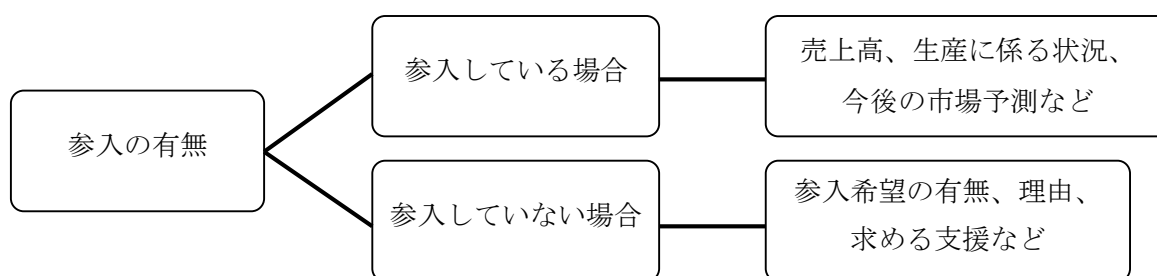 参入の有無
参入している場合
売上高、生産に係る状況、
今後の市場予測など
参入していない場合
参入希望の有無、理由、
求める支援など